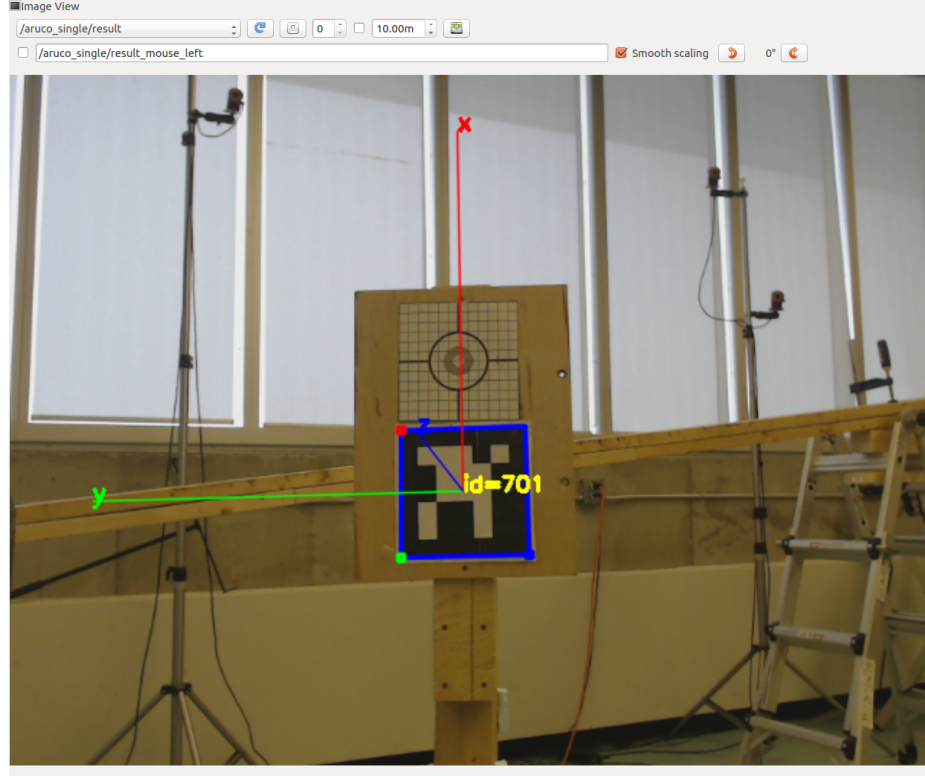 Image View
/aruco_single/result
0
10.00m
/aruco_single/result_mouse_left
Smooth scaling
0°
x
z
id=701
y